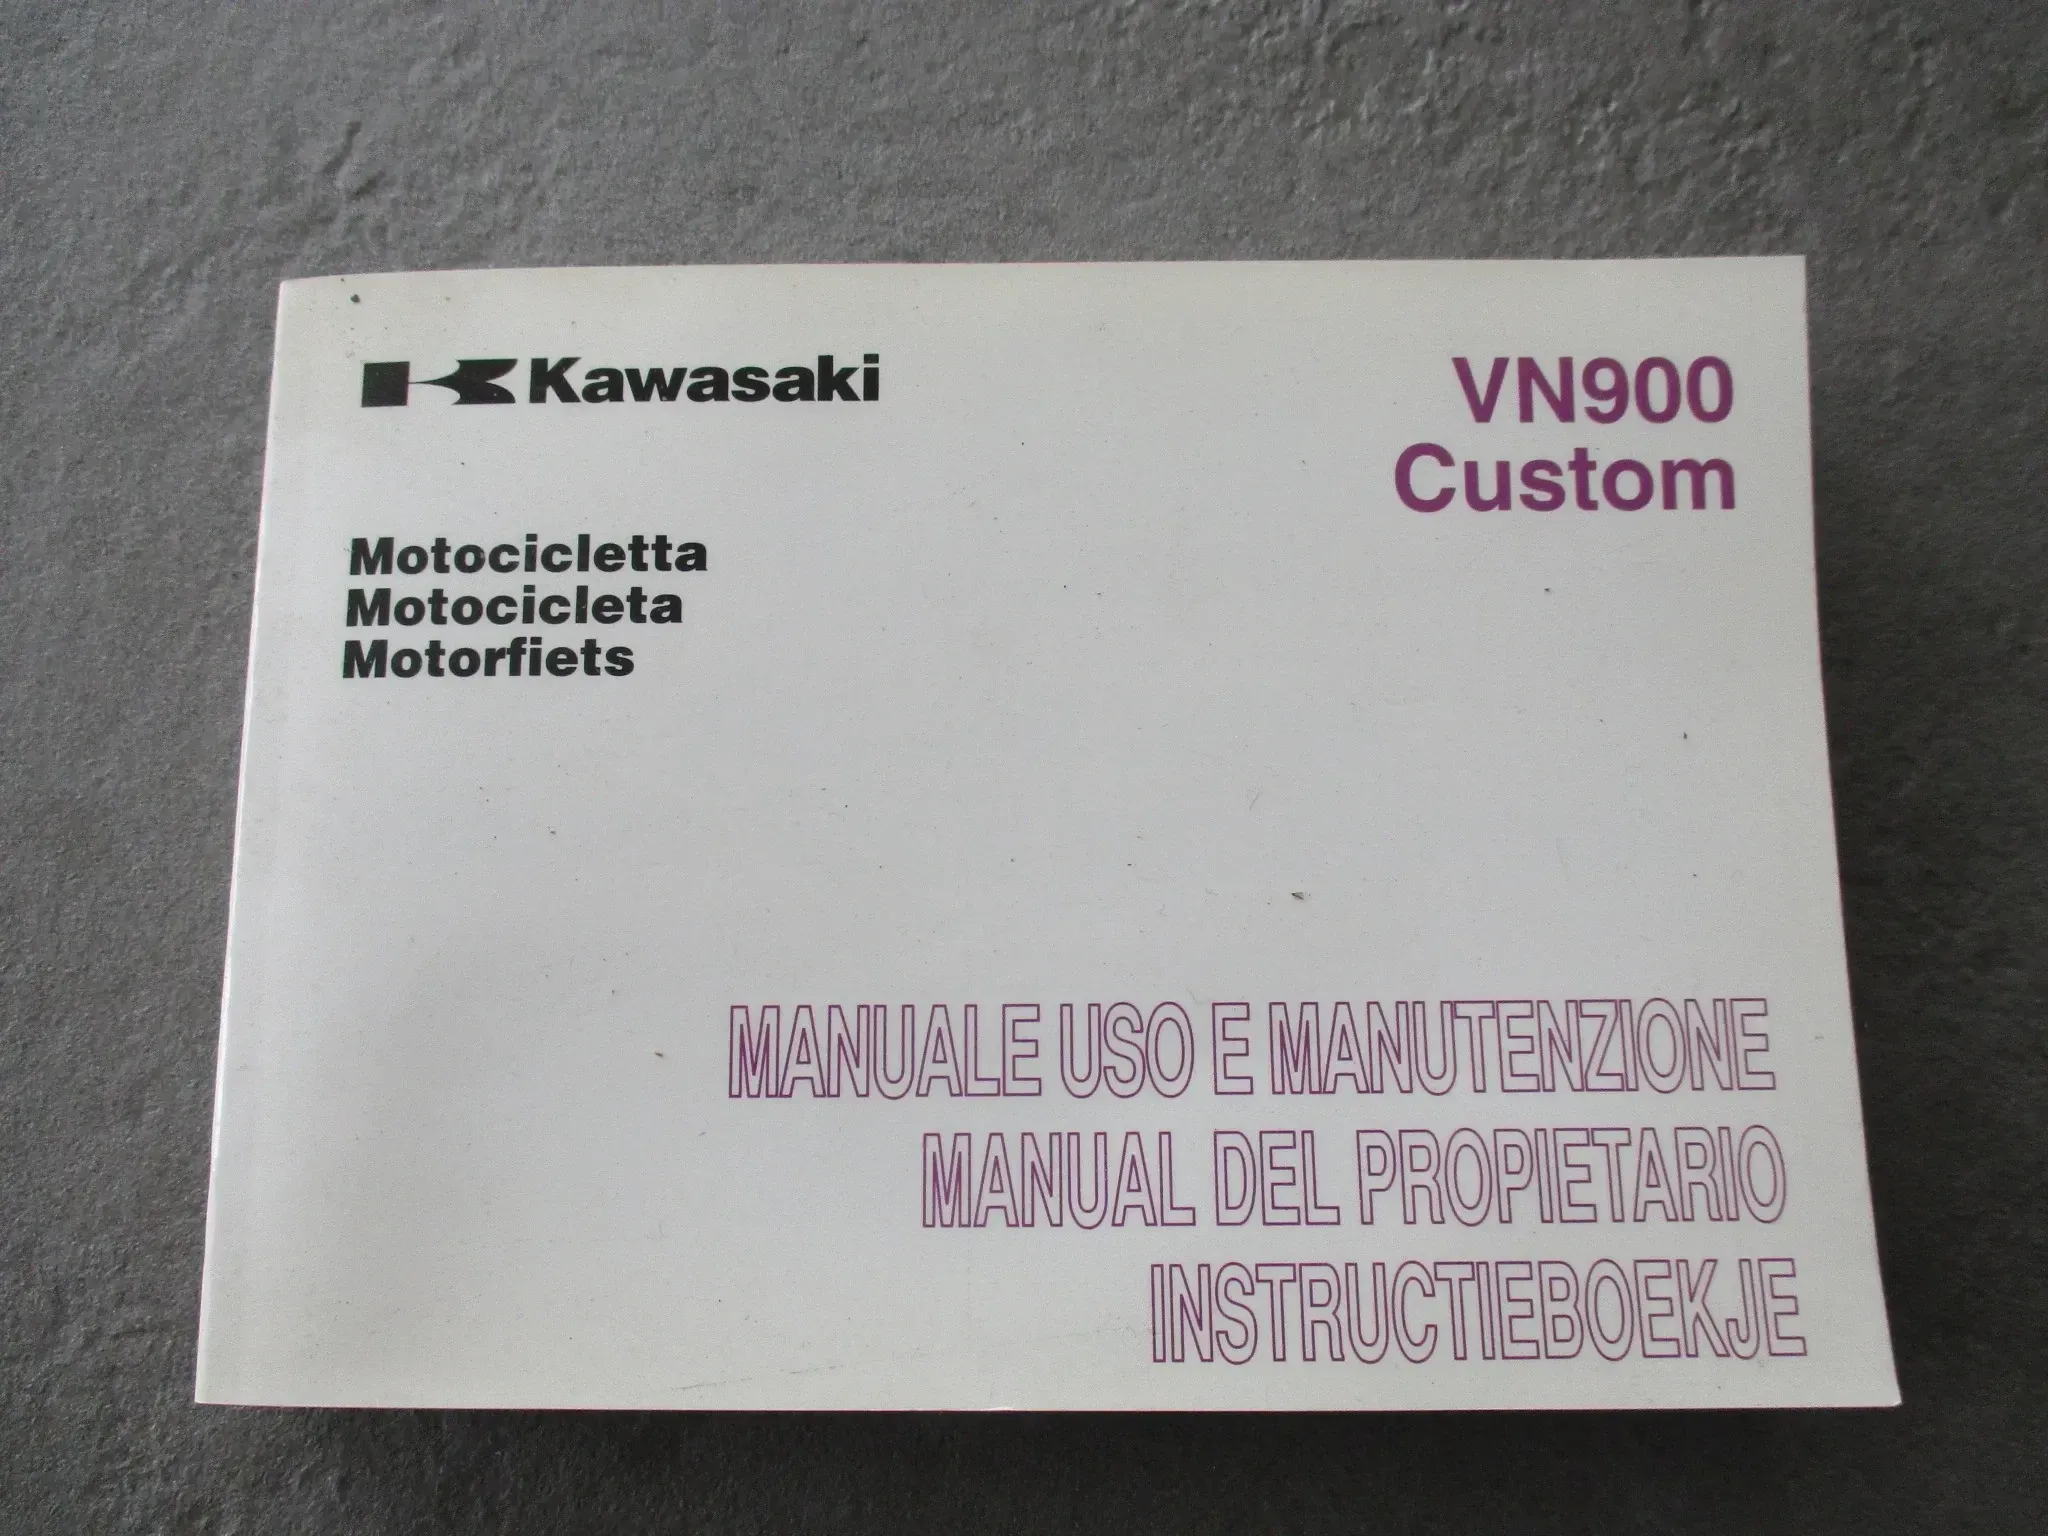 Kawasaki
VN900
Custom
Motocicletta
Motocicleta
Motorfiets
MANUALE USO E MANUTENZIONE
MANUAL DEL PROPIETARIO
INSTRUCTIEBOEKJE